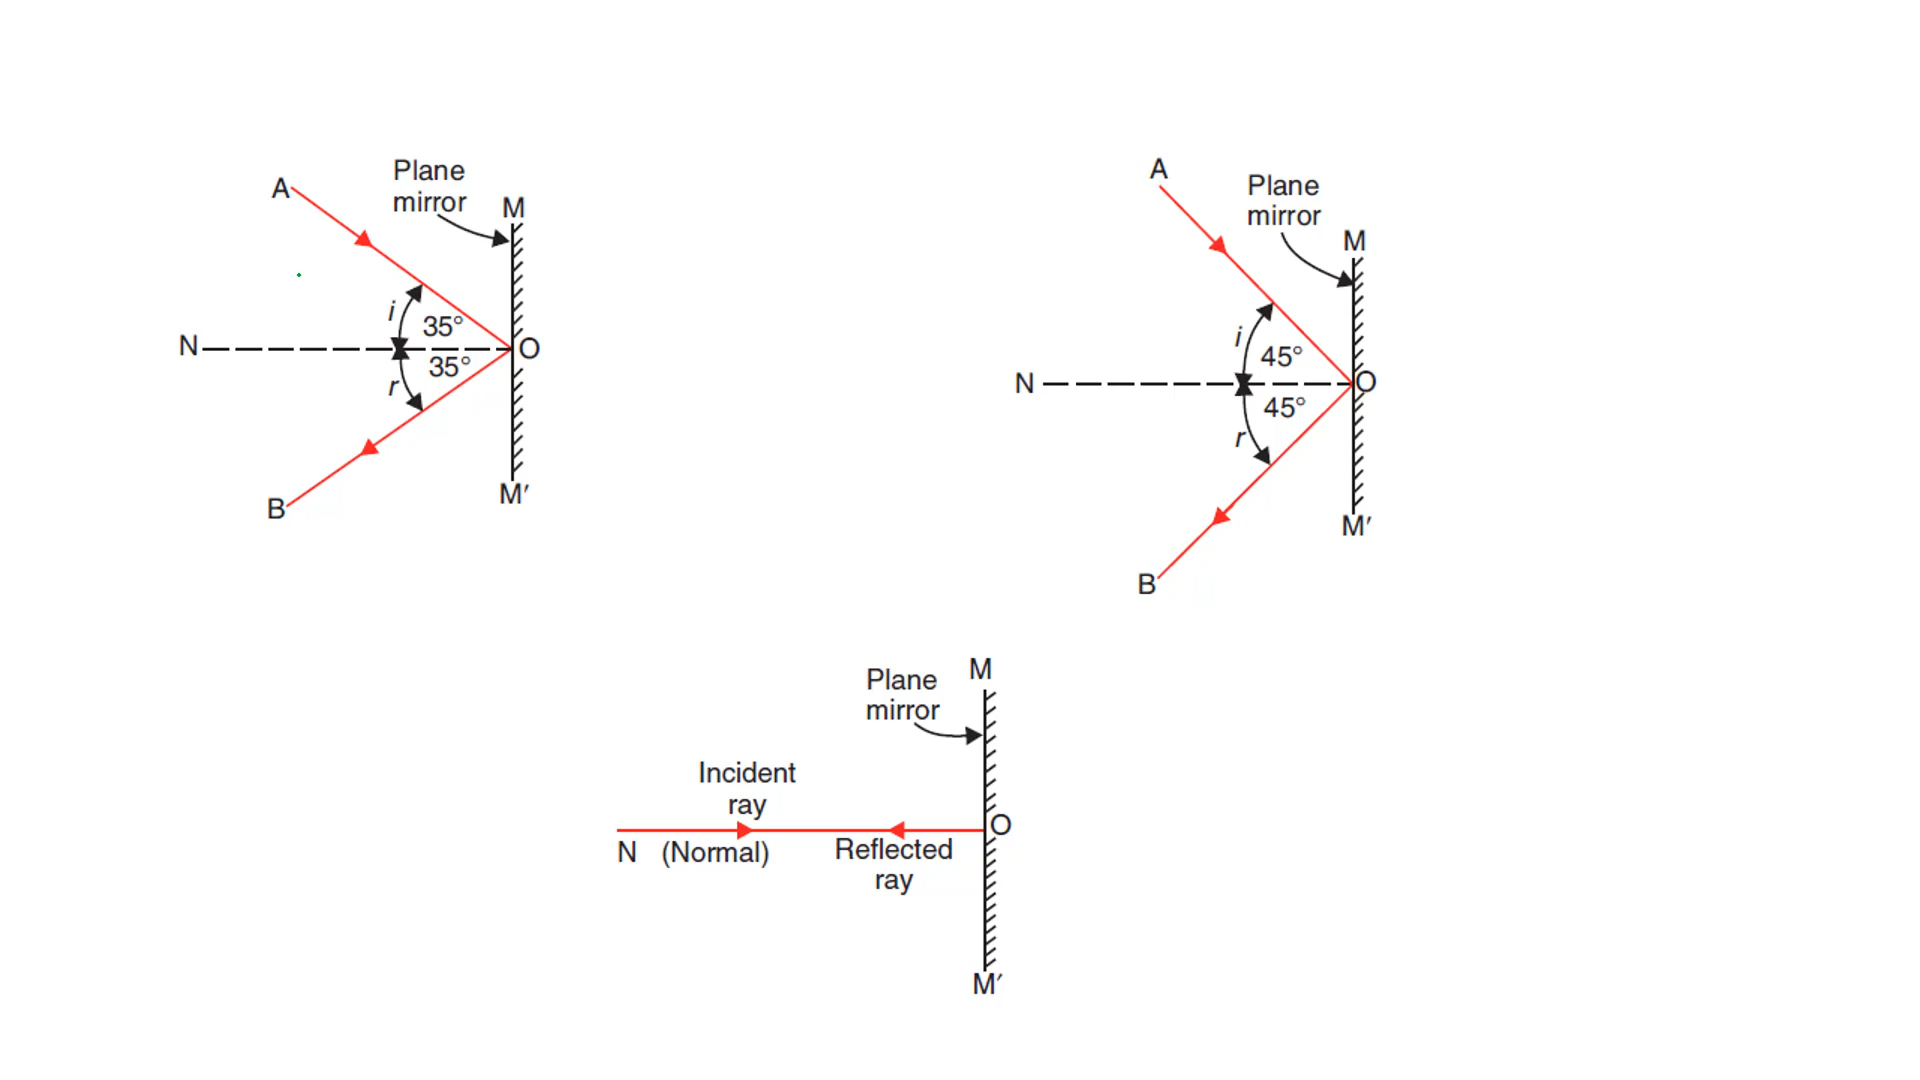 Plane
mirror
A
M
i
35°
N
O
35°
r
M′
B
A
Plane
mirror
M
i
45°
N
O
45°
r
M′
B
Plane
mirror
M
Incident
ray
O
N (Normal)
Reflected
ray
M′